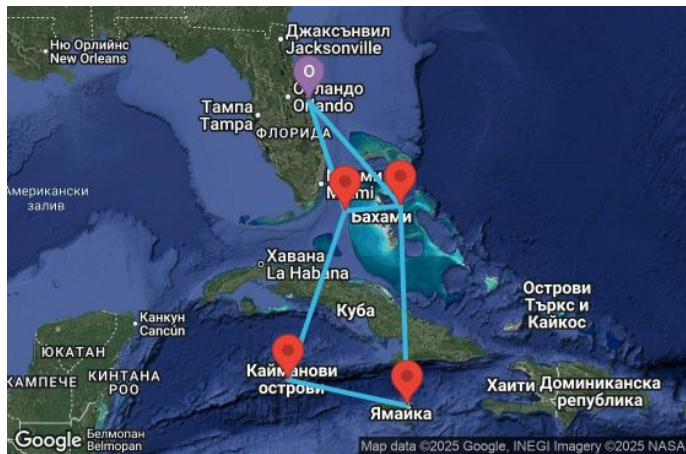 Джаксънвил
Jacksonville
Ню Орлийнс
New Orleans
О
Орландо
Orlando
Тампа
Tampa
ФЛОРИДА
Miami
Американски
залив
Бахами
Хавана
La Habana
Куба
Острови
Търкс и
Кайкос
Канкун
Cancún
ЮКАТАН
КАМПЕЧЕ
КИНТАНА
РОО
Кайманови
острови
Ямайка
Хаити
Доминиканска
република
Белмопан
Belmopan
Google
Map data ©2025 Google, INEGI Imagery ©2025 NASA